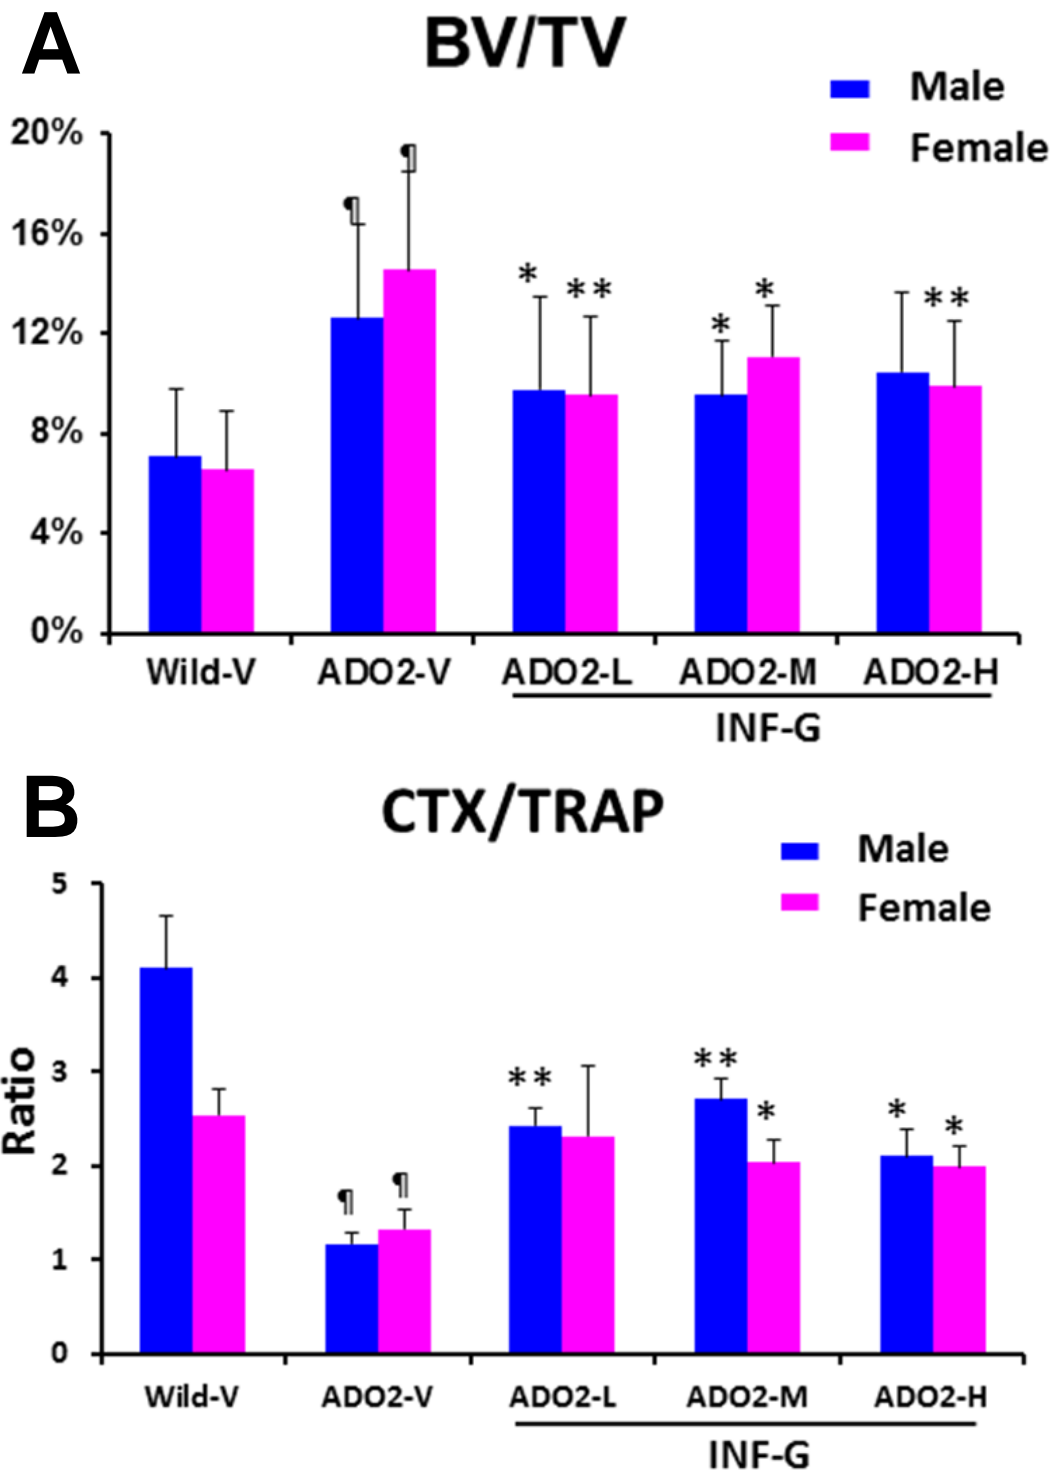 A
BV/TV
Male
Female
20%
16%
12%
8%
4%
0%
¶
¶
*
**
*
*
**
Wild-V
ADO2-V
ADO2-L
ADO2-M
ADO2-H
INF-G
B
CTX/TRAP
Male
Female
Ratio
5
4
3
2
1
0
¶
¶
**
**
*
*
*
Wild-V
ADO2-V
ADO2-L
ADO2-M
ADO2-H
INF-G